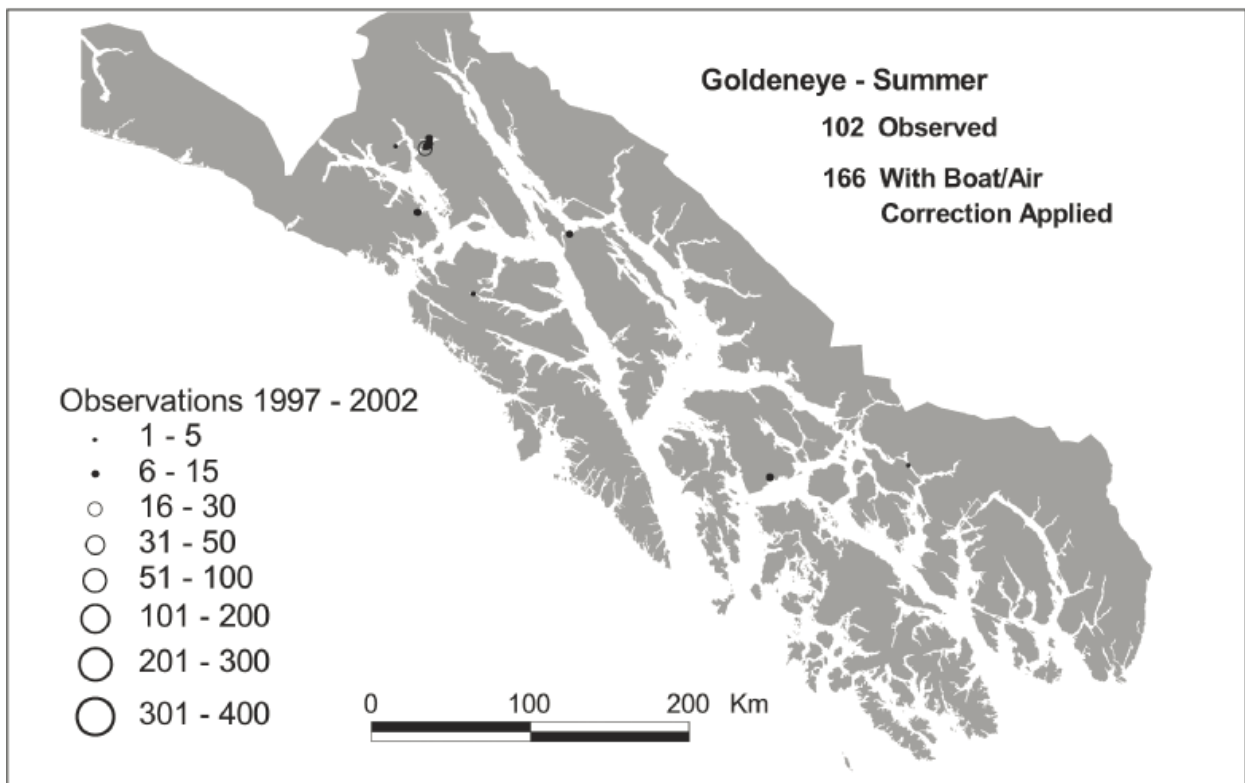 Goldeneye - Summer
102 Observed
166 With Boat/Air
Correction Applied
Observations 1997 - 2002
1 - 5
6 - 15
16 - 30
31 - 50
51 - 100
101 - 200
201 - 300
301 - 400
0 100 200 Km